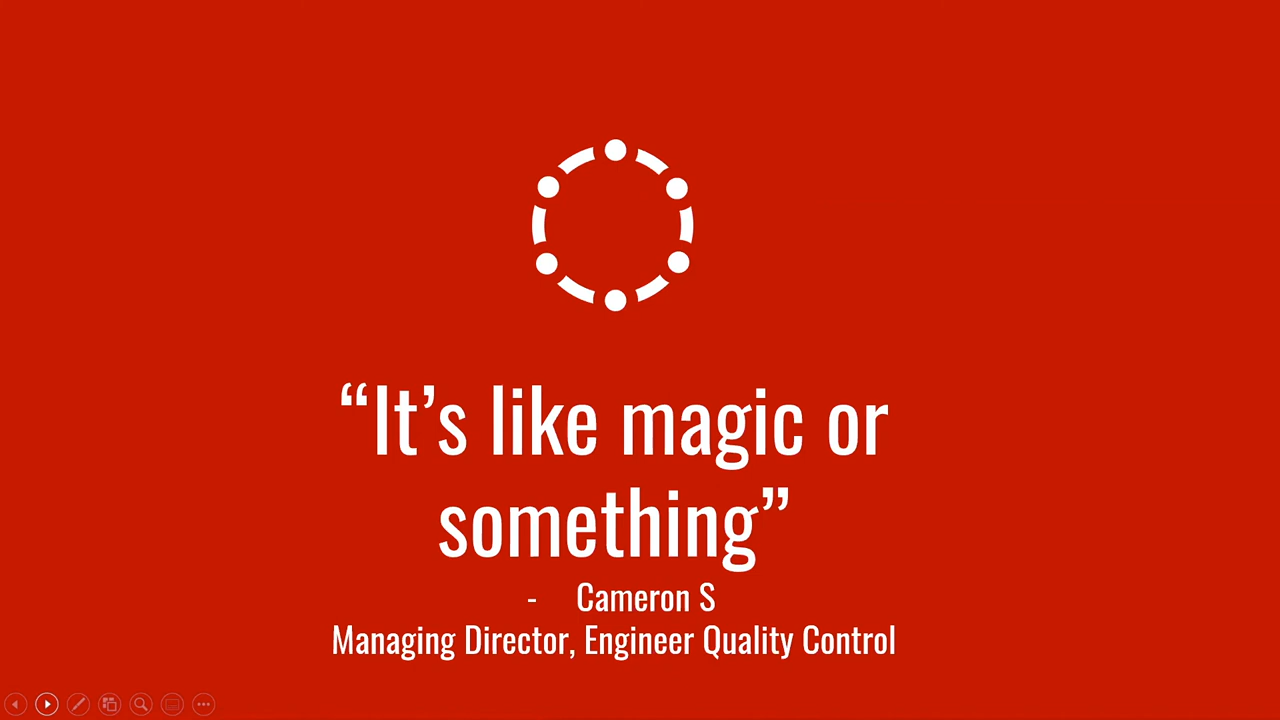 “It’s like magic or
something”
- Cameron S
Managing Director, Engineer Quality Control